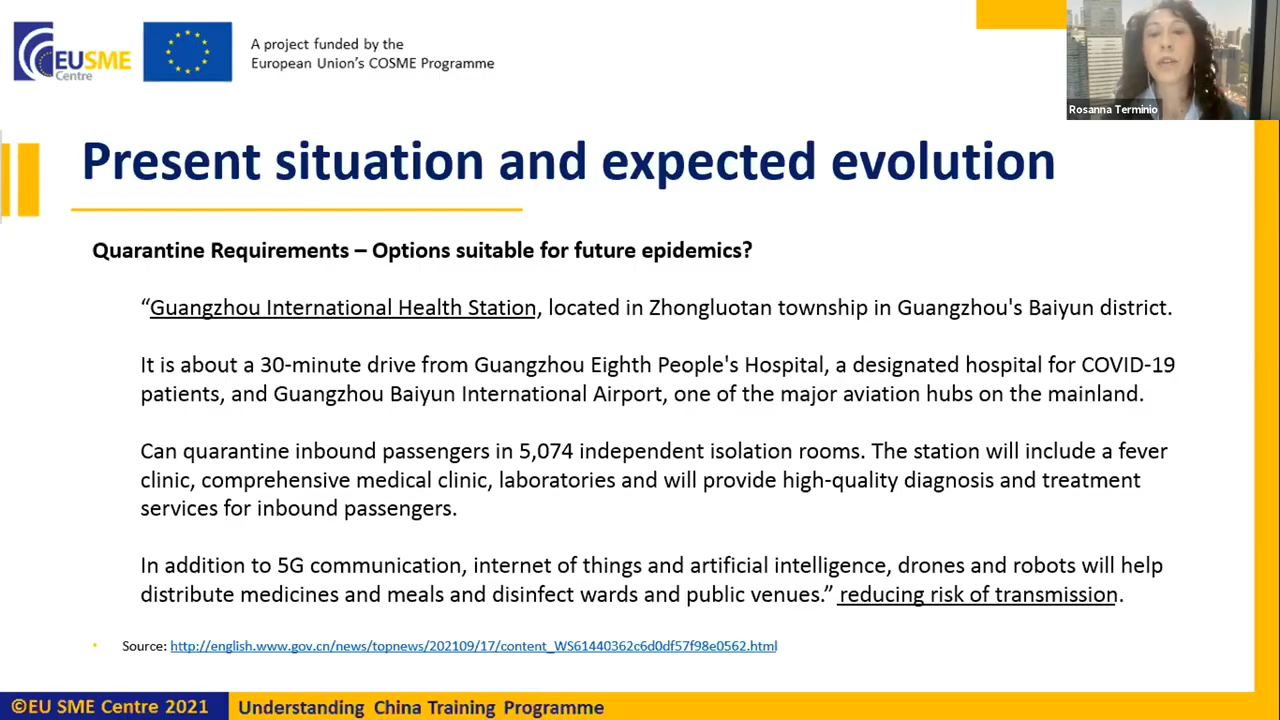 EUSME
Centre
A project funded by the
European Union's COSME Programme
Rosanna Terminio
Present situation and expected evolution
Quarantine Requirements – Options suitable for future epidemics?
“Guangzhou International Health Station, located in Zhongluotan township in Guangzhou's Baiyun district.
It is about a 30-minute drive from Guangzhou Eighth People's Hospital, a designated hospital for COVID-19
patients, and Guangzhou Baiyun International Airport, one of the major aviation hubs on the mainland.
Can quarantine inbound passengers in 5,074 independent isolation rooms. The station will include a fever
clinic, comprehensive medical clinic, laboratories and will provide high-quality diagnosis and treatment
services for inbound passengers.
In addition to 5G communication, internet of things and artificial intelligence, drones and robots will help
distribute medicines and meals and disinfect wards and public venues.” reducing risk of transmission.
• Source: http://english.www.gov.cn/news/topnews/202109/17/content_WS61440362c6d0df57f98e0562.html
©EU SME Centre 2021 Understanding China Training Programme